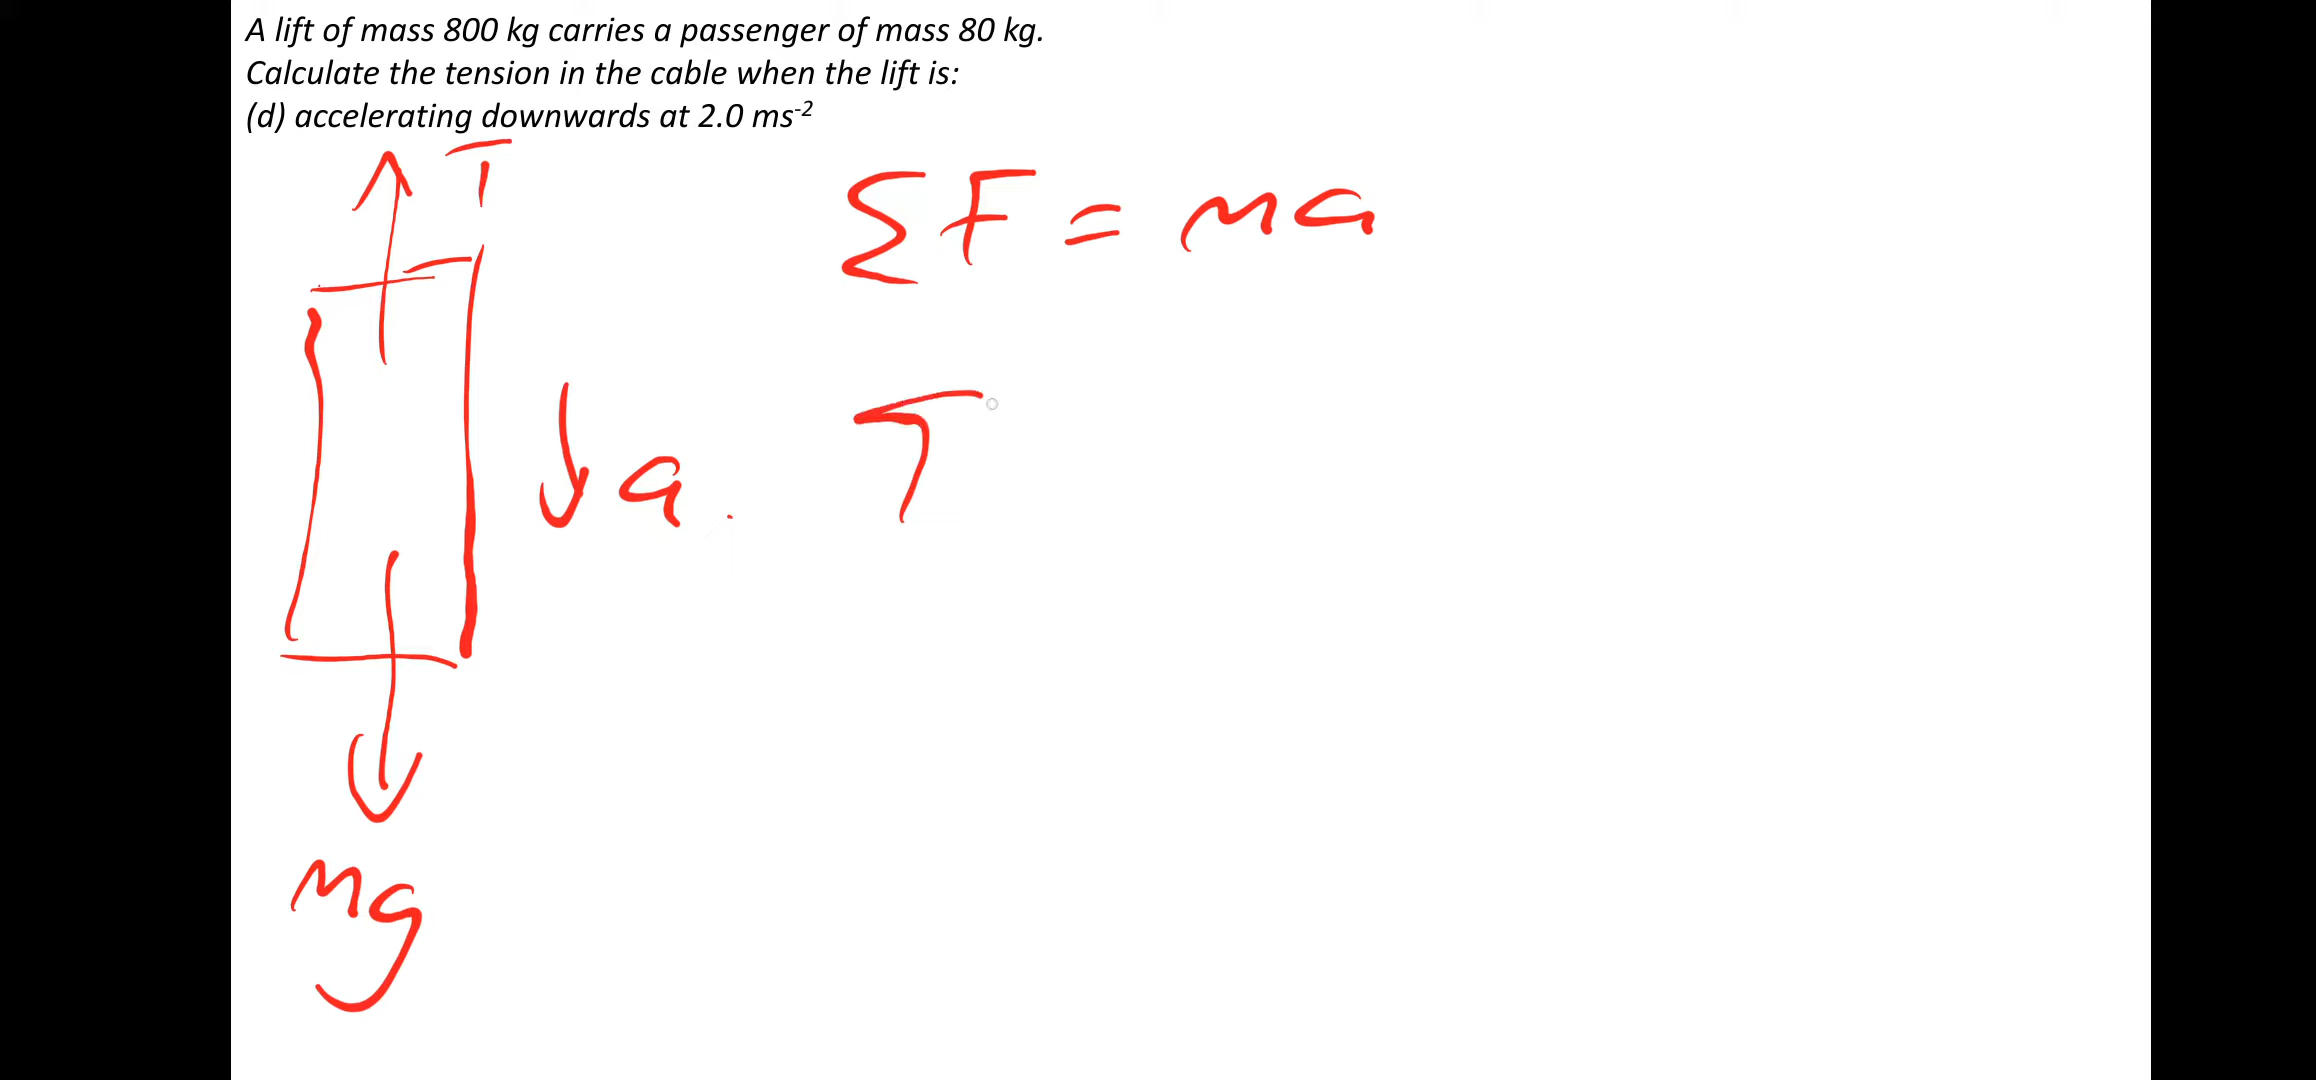 A lift of mass 800 kg carries a passenger of mass 80 kg.
Calculate the tension in the cable when the lift is:
(d) accelerating downwards at 2.0 ms⁻²
T
ΣF = ma
a
T
mg